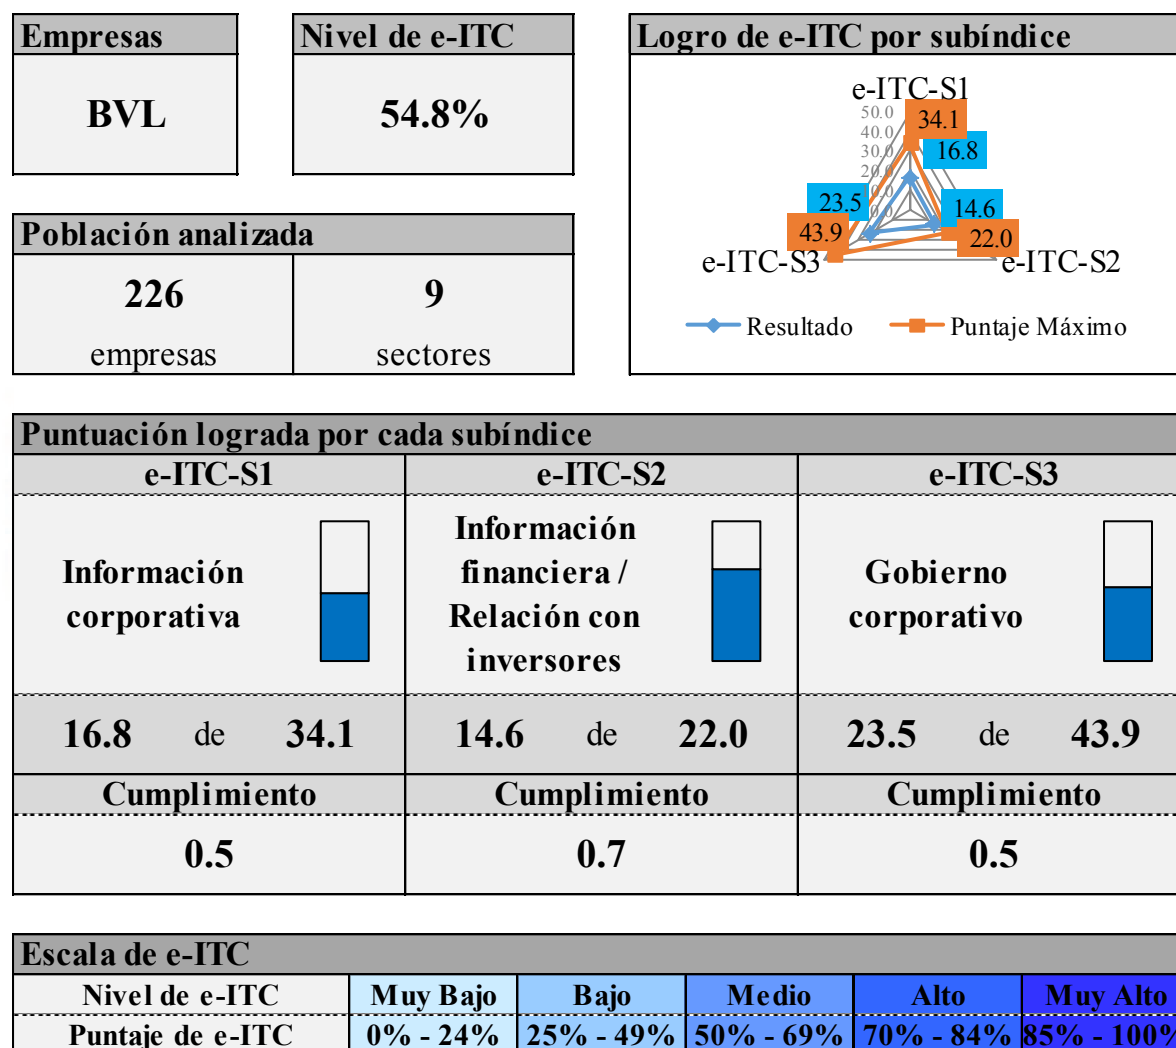 Empresas
BVL
Nivel de e-ITC
54.8%
Logro de e-ITC por subíndice
e-ITC-S1
50.0
40.0
30.0
20.0
34.1
16.8
23.5
14.6
43.9
22.0
e-ITC-S3
e-ITC-S2
Resultado
Puntaje Máximo
Población analizada
226
9
empresas
sectores
Puntuación lograda por cada subíndice
e-ITC-S1
e-ITC-S2
e-ITC-S3
Información
corporativa
Información
financiera /
Relación con
inversores
Gobierno
corporativo
16.8 de 34.1
14.6 de 22.0
23.5 de 43.9
Cumplimiento
Cumplimiento
Cumplimiento
0.5
0.7
0.5
Escala de e-ITC
Nivel de e-ITC Muy Bajo Bajo Medio Alto Muy Alto
Puntaje de e-ITC 0% - 24% 25% - 49% 50% - 69% 70% - 84% 85% - 100%